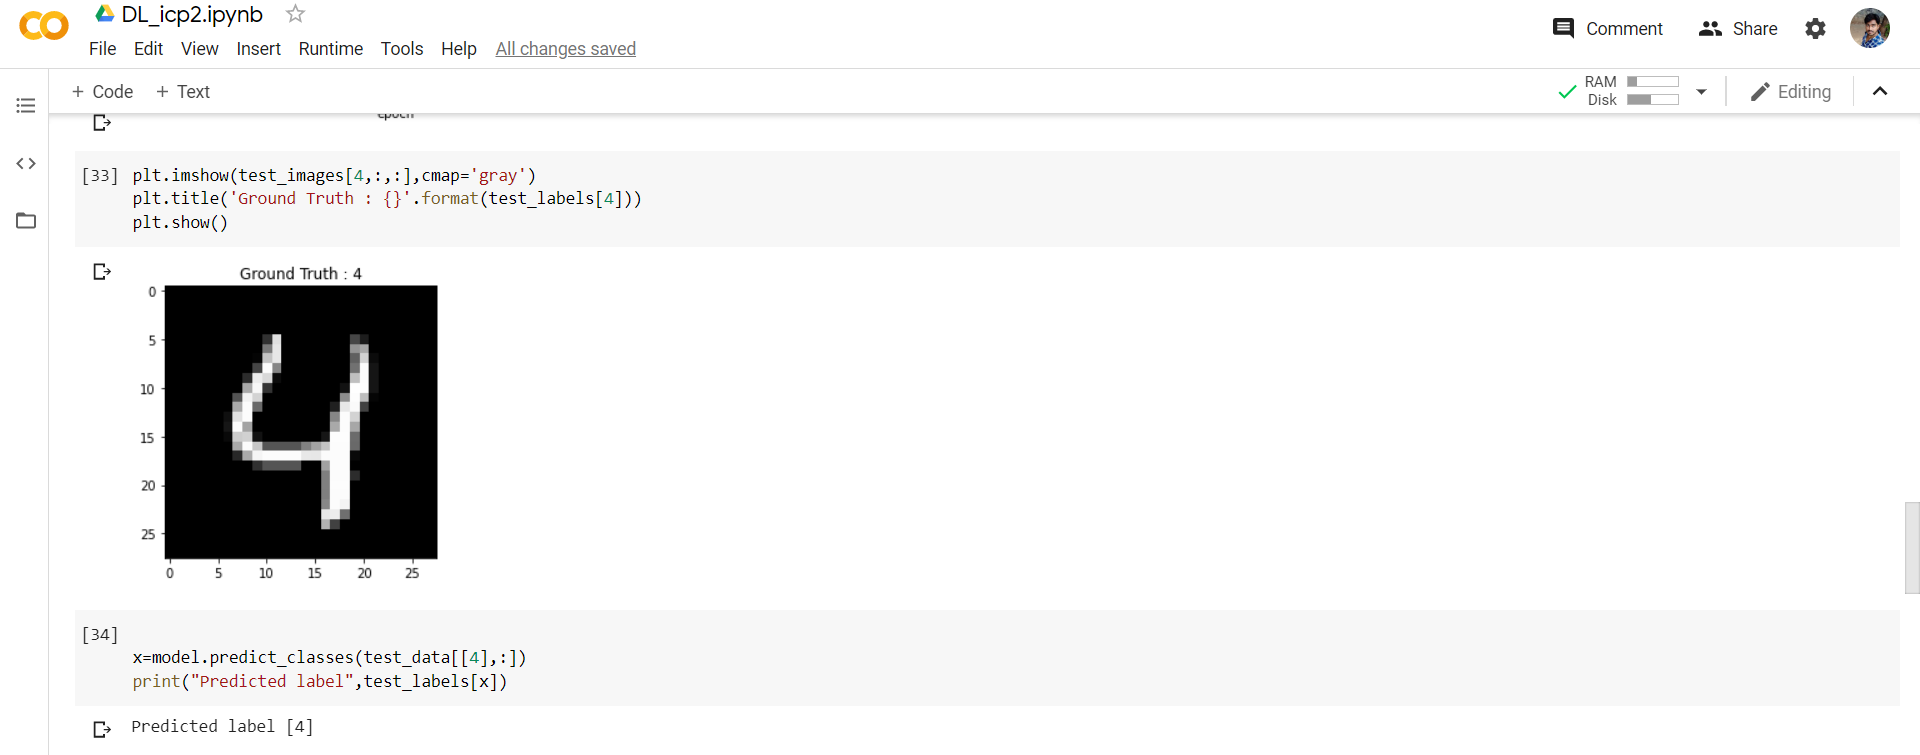 DL_icp2.ipynb
File Edit View Insert Runtime Tools Help All changes saved
Comment Share
+ Code + Text
RAM
Disk
Editing
epoch
[33] plt.imshow(test_images[4,:,:],cmap='gray')
plt.title('Ground Truth : {}'.format(test_labels[4]))
plt.show()
Ground Truth : 4
0
5
10
15
20
25
0 5 10 15 20 25
4
[34]
x=model.predict_classes(test_data[[4],:])
print("Predicted label",test_labels[x])
Predicted label [4]